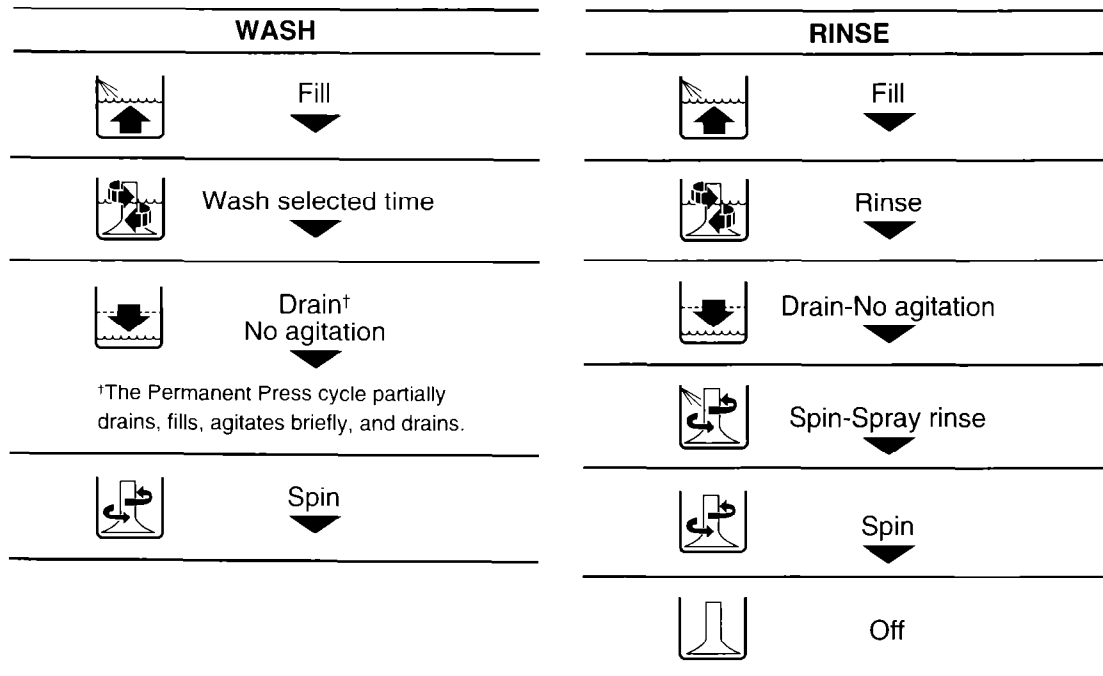 WASH
Fill
Wash selected time
Drain†
No agitation
†The Permanent Press cycle partially
drains, fills, agitates briefly, and drains.
Spin
RINSE
Fill
Rinse
Drain-No agitation
Spin-Spray rinse
Spin
Off